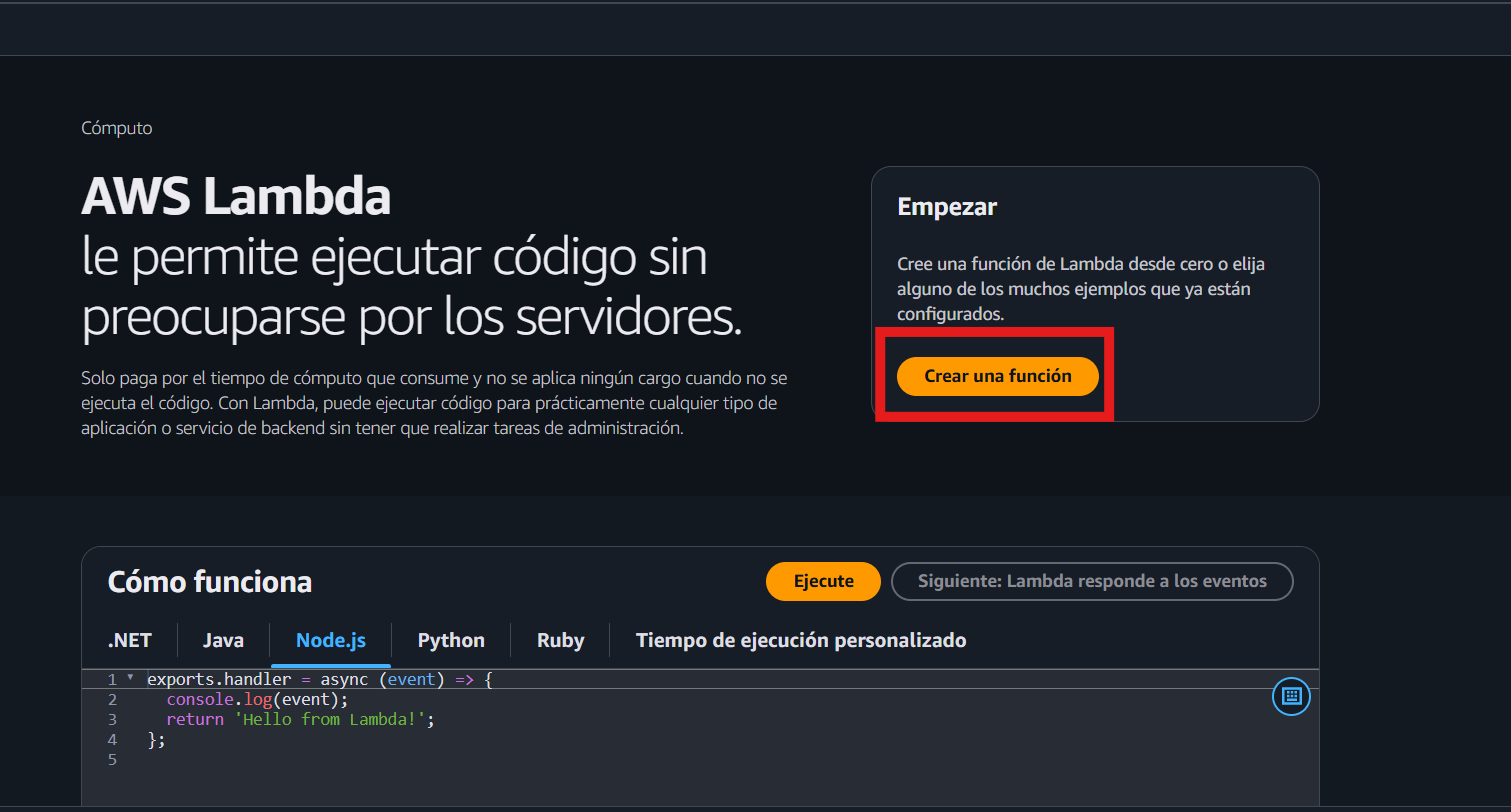 Cómputo
AWS Lambda
le permite ejecutar código sin
preocuparse por los servidores.
Solo paga por el tiempo de cómputo que consume y no se aplica ningún cargo cuando no se
ejecuta el código. Con Lambda, puede ejecutar código para prácticamente cualquier tipo de
aplicación o servicio de backend sin tener que realizar tareas de administración.
Empezar
Cree una función de Lambda desde cero o elija
alguno de los muchos ejemplos que ya están
configurados.
Crear una función
Cómo funciona
Ejecute
Siguiente: Lambda responde a los eventos
.NET
Java
Node.js
Python
Ruby
Tiempo de ejecución personalizado
1 exports.handler = async (event) => {
2 console.log(event);
3 return 'Hello from Lambda!';
4 };
5